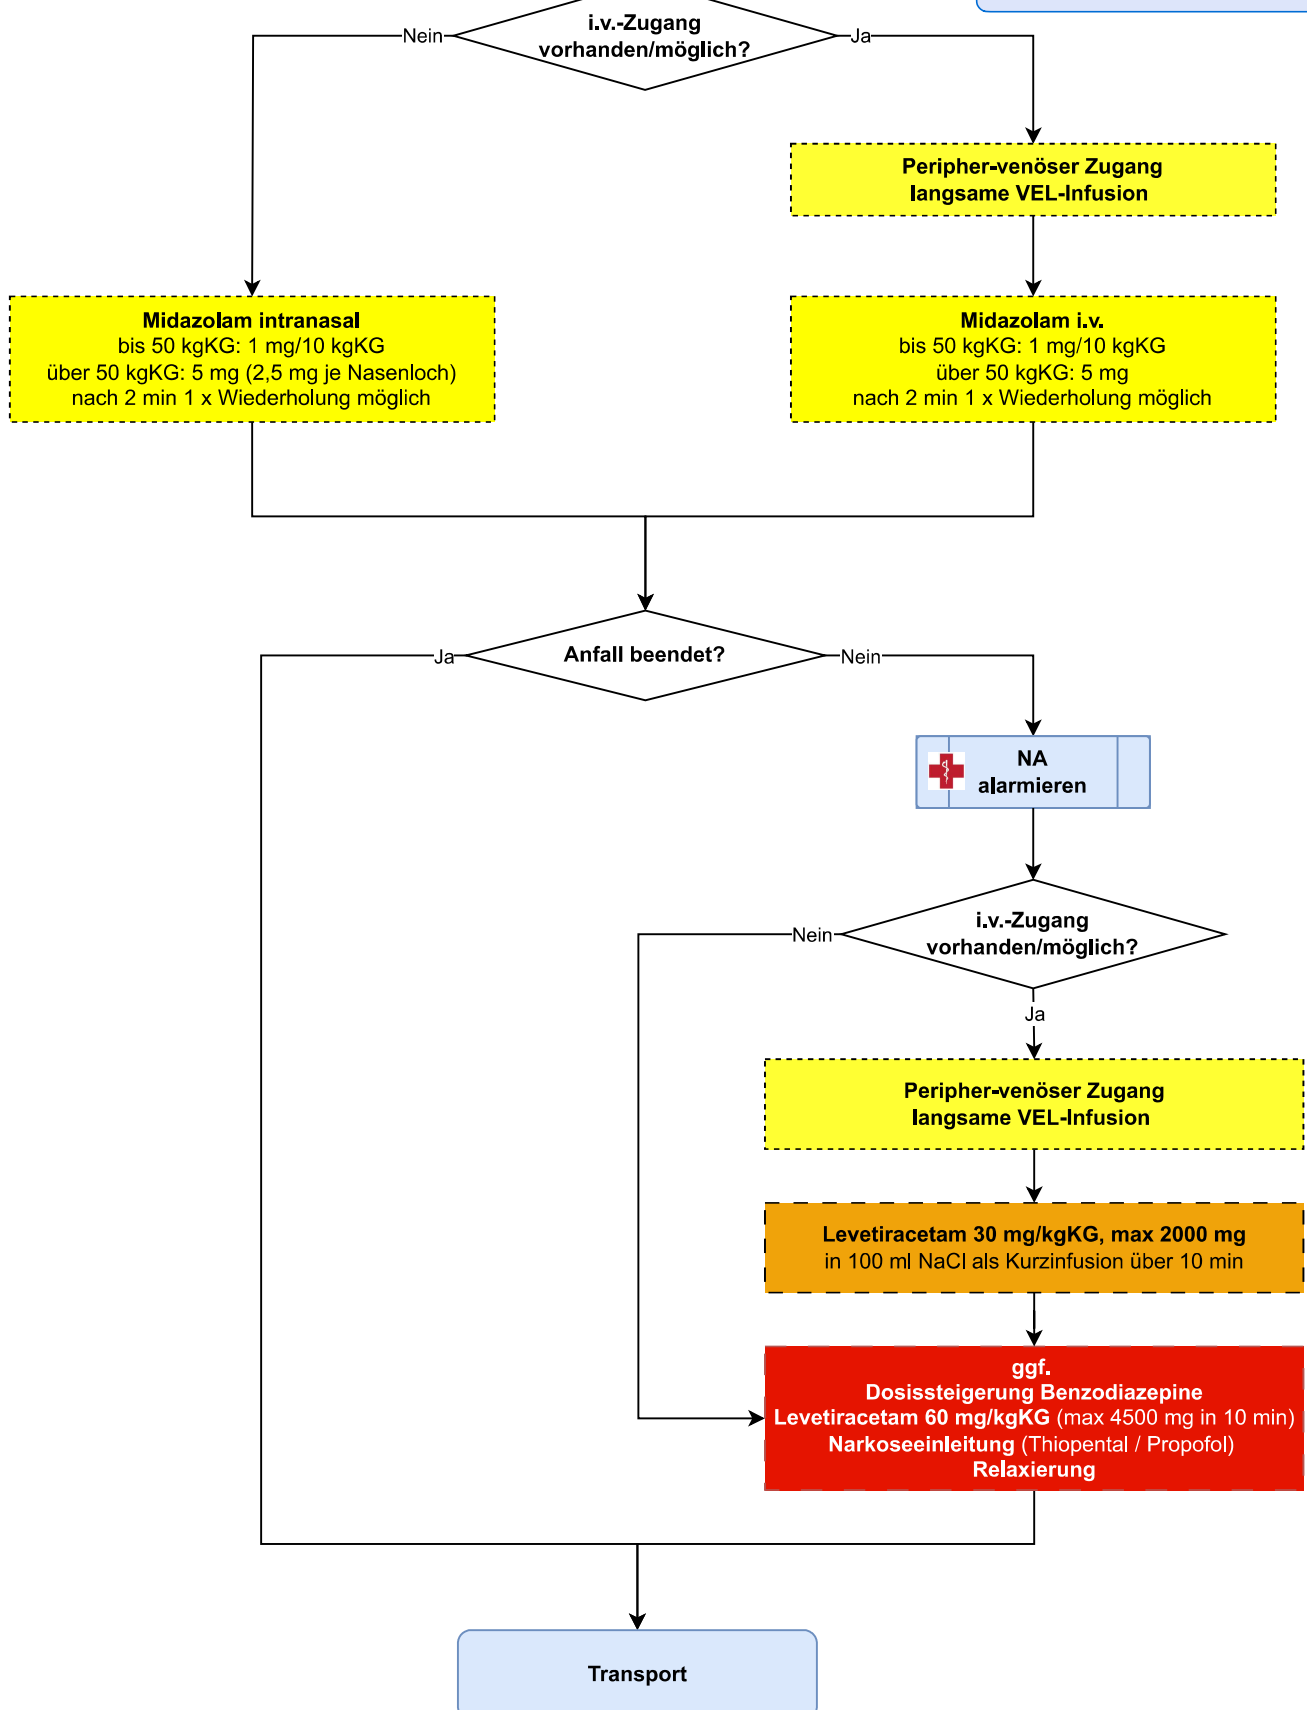 i.v.-Zugang
vorhanden/möglich?
Nein
Ja
Peripher-venöser Zugang
langsame VEL-Infusion
Midazolam intranasal
bis 50 kgKG: 1 mg/10 kgKG
über 50 kgKG: 5 mg (2,5 mg je Nasenloch)
nach 2 min 1 x Wiederholung möglich
Midazolam i.v.
bis 50 kgKG: 1 mg/10 kgKG
über 50 kgKG: 5 mg
nach 2 min 1 x Wiederholung möglich
Anfall beendet?
Ja
Nein
NA
alarmieren
i.v.-Zugang
vorhanden/möglich?
Nein
Ja
Peripher-venöser Zugang
langsame VEL-Infusion
Levetiracetam 30 mg/kgKG, max 2000 mg
in 100 ml NaCl als Kurzinfusion über 10 min
ggf.
Dosissteigerung Benzodiazepine
Levetiracetam 60 mg/kgKG (max 4500 mg in 10 min)
Narkoseeinleitung (Thiopental / Propofol)
Relaxierung
Transport